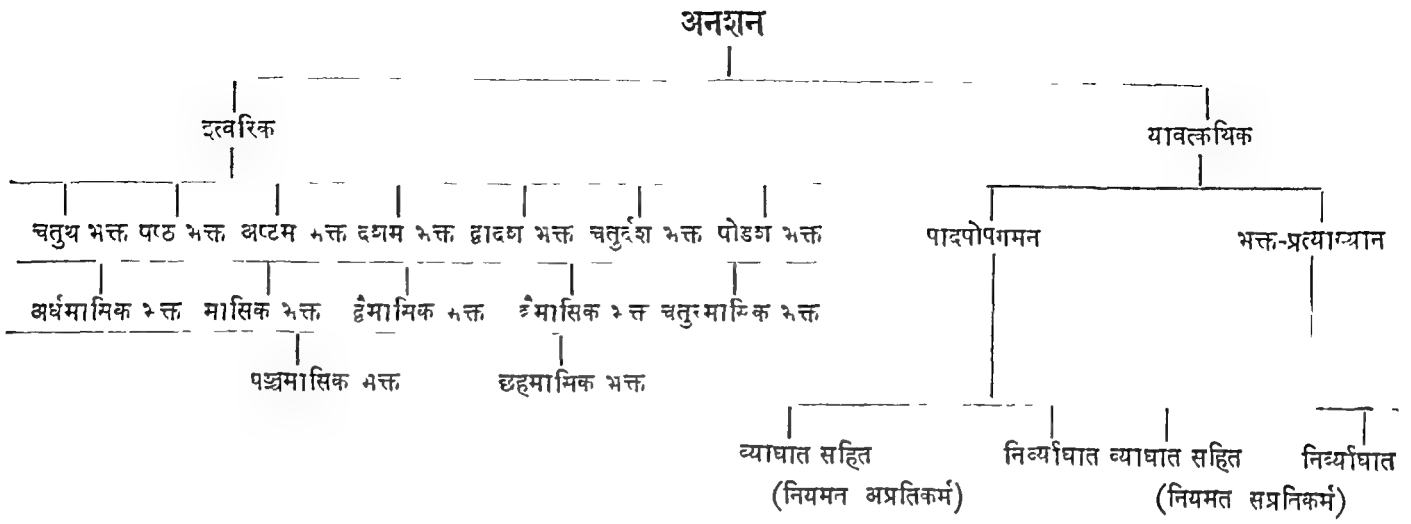 अनशन
इत्वरिक यावत्कथिक
चतुथ भक्त षष्ठ भक्त अष्टम भक्त दशम भक्त द्वादश भक्त चतुर्दश भक्त षोडश भक्त पादपोपगमन भक्त-प्रत्याख्यान
अर्धमासिक भक्त मासिक भक्त द्वैमासिक भक्त त्रैमासिक भक्त चतुरमासिक भक्त
पञ्चमासिक भक्त छहमासिक भक्त
व्याघात सहित निर्व्याघात व्याघात सहित निर्व्याघात
(नियमत अप्रतिकर्म) (नियमत सप्रतिकर्म)